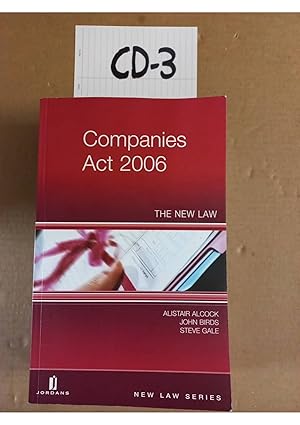 CD-3
Companies
Act 2006
THE NEW LAW
ALISTAIR ALCOCK
JOHN BIRDS
STEVE GALE
JORDANS
NEW LAW SERIES